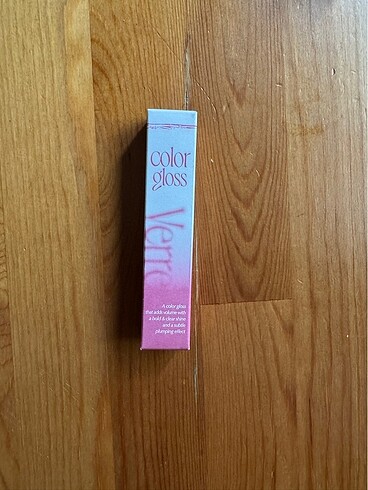 color
gloss
Verre
A color gloss
that adds volume with
a bold & clear shine
and a subtle
plumping effect